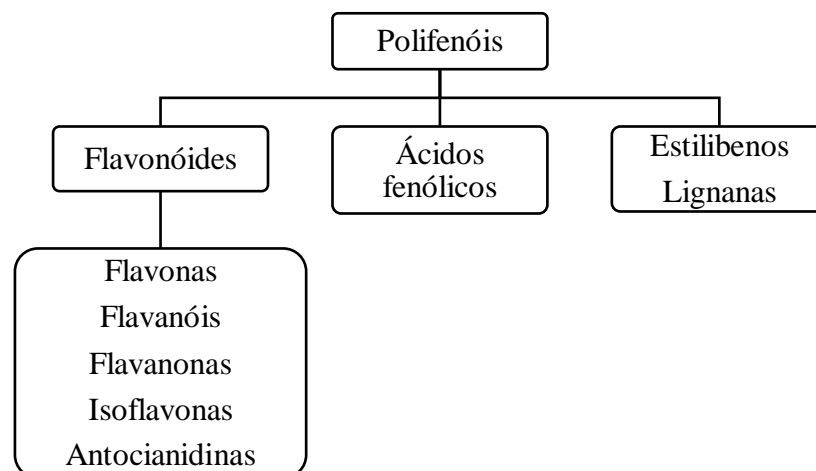 Polifenóis
Flavonóides
Ácidos
fenólicos
Estilibenos
Lignanas
Flavonas
Flavanóis
Flavanonas
Isoflavonas
Antocianidinas